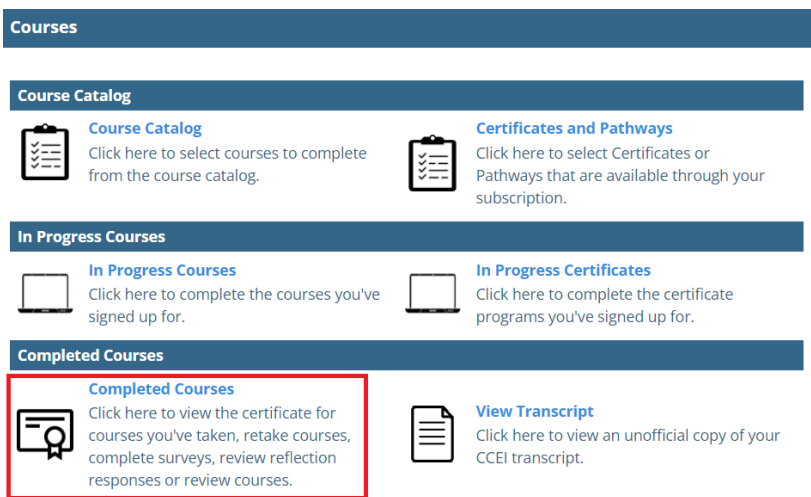 Courses
Course Catalog
Course Catalog
Click here to select courses to complete
from the course catalog.
Certificates and Pathways
Click here to select Certificates or
Pathways that are available through your
subscription.
In Progress Courses
In Progress Courses
Click here to complete the courses you've
signed up for.
In Progress Certificates
Click here to complete the certificate
programs you've signed up for.
Completed Courses
Completed Courses
Click here to view the certificate for
courses you've taken, retake courses,
complete surveys, review reflection
responses or review courses.
View Transcript
Click here to view an unofficial copy of your
CCEI transcript.